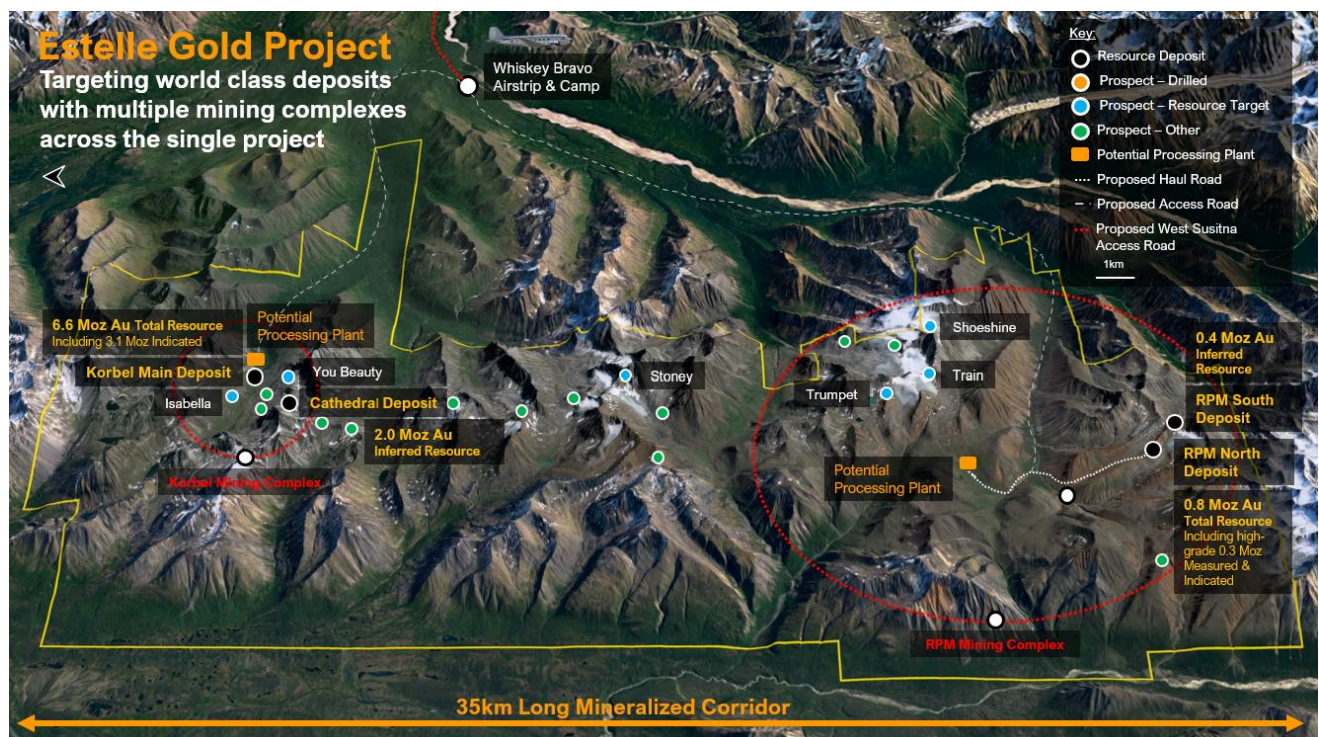 Estelle Gold Project
Targeting world class deposits
with multiple mining complexes
across the single project
Whiskey Bravo
Airstrip & Camp
Key:
Resource Deposit
Prospect – Drilled
Prospect – Resource Target
Prospect – Other
Potential Processing Plant
Proposed Haul Road
Proposed Access Road
Proposed West Susitna
Access Road
1km
6.6 Moz Au Total Resource
Including 3.1 Moz Indicated
Potential
Processing Plant
Korbel Main Deposit
You Beauty
Isabella
Cathedral Deposit
2.0 Moz Au
Inferred Resource
Korbel Mining Complex
Stoney
Shoeshine
Train
Trumpet
Potential
Processing Plant
0.4 Moz Au
Inferred
Resource
RPM South
Deposit
RPM North
Deposit
0.8 Moz Au
Total Resource
Including high-
grade 0.3 Moz
Measured &
Indicated
RPM Mining Complex
35km Long Mineralized Corridor